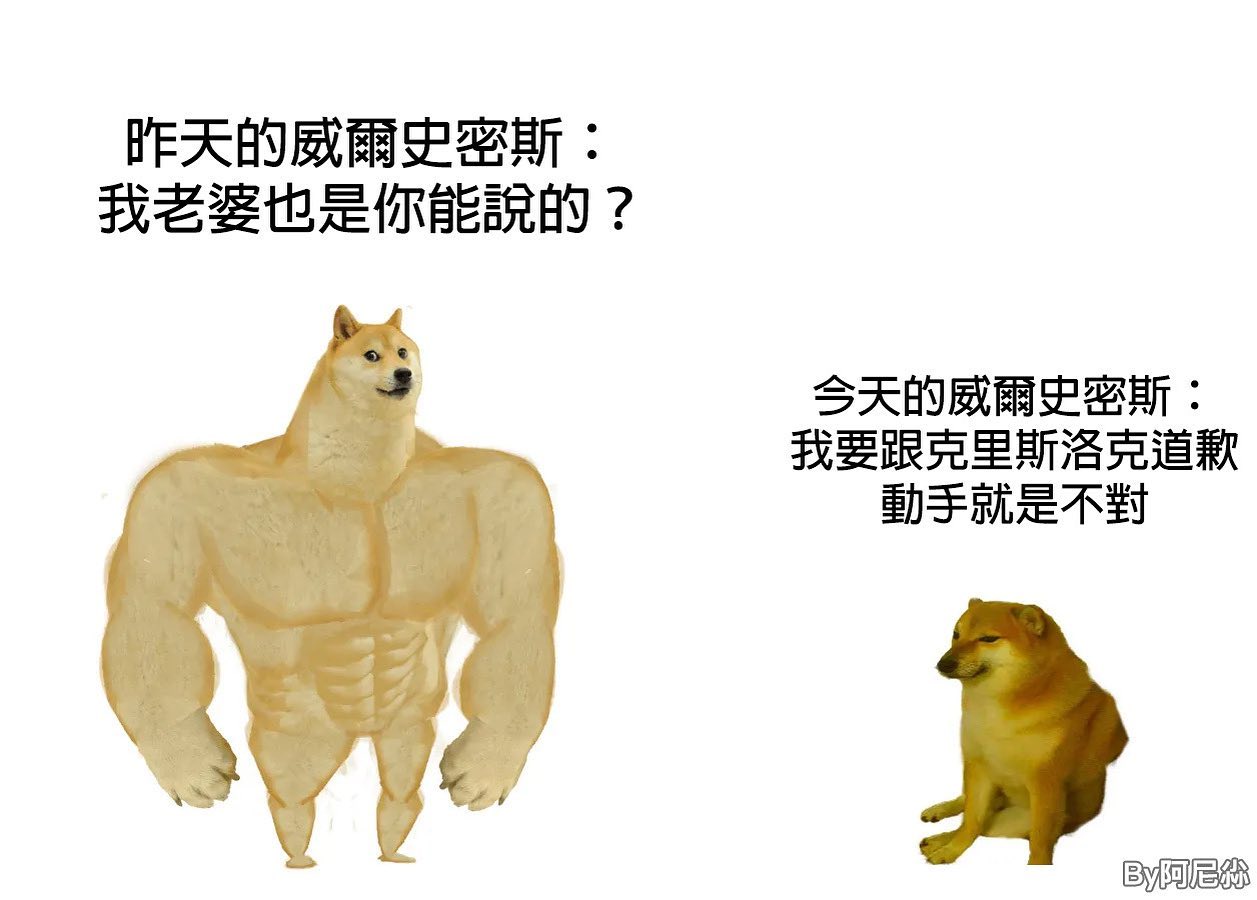 昨天的威爾史密斯：
我老婆也是你能說的？
今天的威爾史密斯：
我要跟克里斯洛克道歉
動手就是不對
By阿尼尛